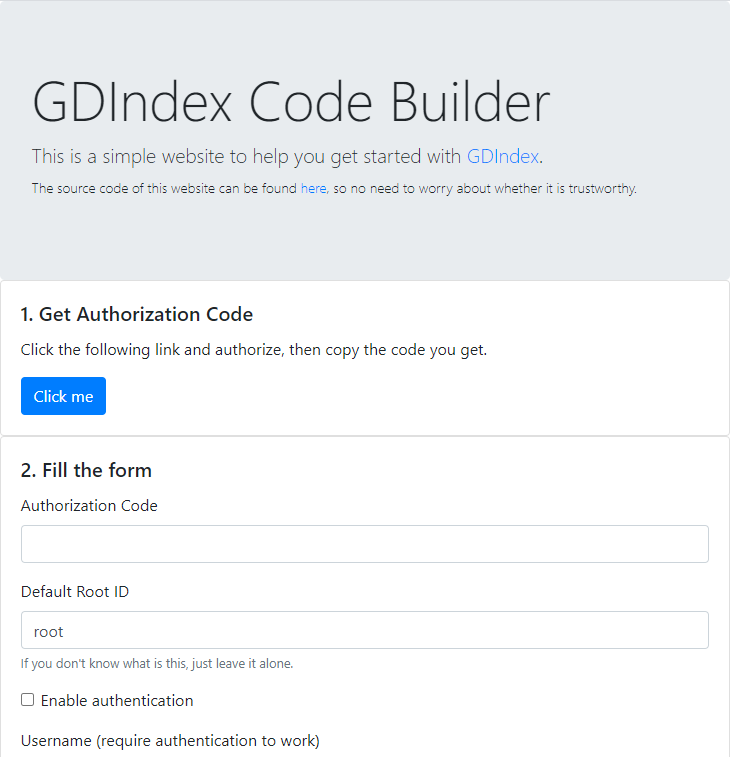 GDIndex Code Builder
This is a simple website to help you get started with GDIndex.
The source code of this website can be found here, so no need to worry about whether it is trustworthy.
1. Get Authorization Code
Click the following link and authorize, then copy the code you get.
Click me
2. Fill the form
Authorization Code
Default Root ID
root
If you don't know what is this, just leave it alone.
Enable authentication
Username (require authentication to work)